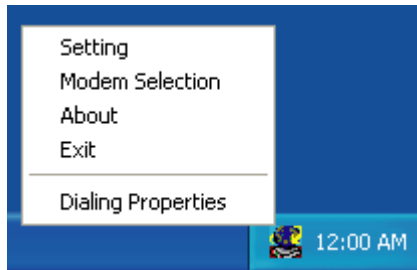 Setting
Modem Selection
About
Exit
Dialing Properties
12:00 AM